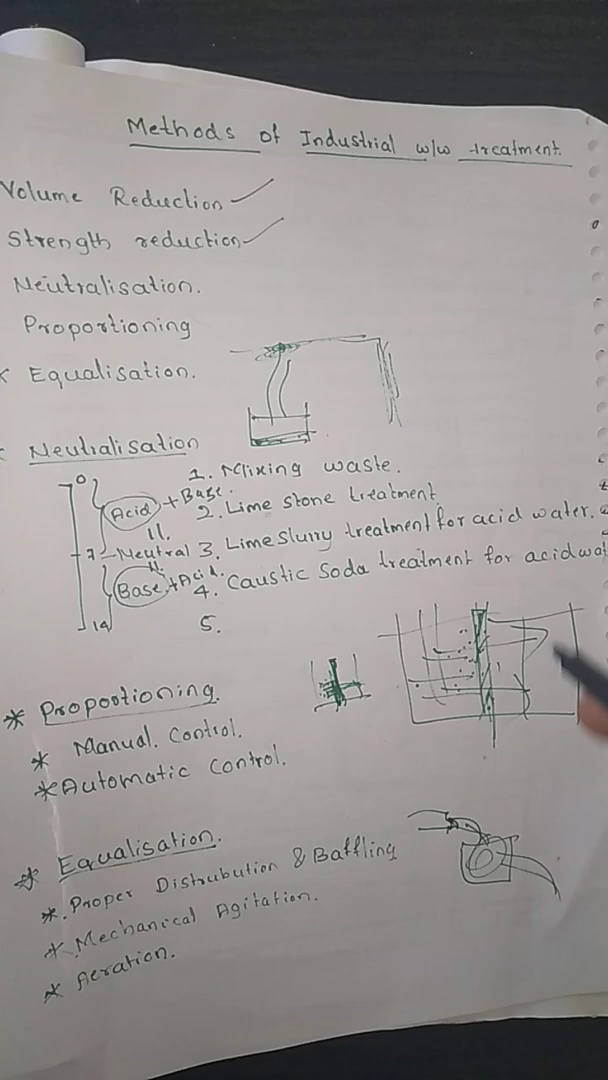 Methods of Industrial w/w treatment.
Volume Reduction
Strength reduction
Neutralisation.
Proportioning
Equalisation.
Neutralisation
0
1. Mixing waste.
Acid + Base.
2. Lime stone treatment
11.
7 - Neutral
3. Lime slurry treatment for acid water.
Base + Acid.
4. Caustic Soda treatment for acid wat
14
5.
* Proportioning.
* Manual. Control.
* Automatic Control.
* Equalisation.
*. Proper Distrubution & Baffling
*. Mechanical Agitation.
* Aeration.